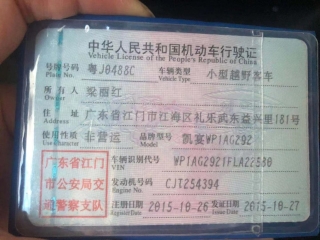 中华人民共和国机动车行驶证
Vehicle License of the People's Republic of China
号牌号码 粤J0488C 车辆类型 小型越野客车
Plate No. Vehicle Type
所有人 梁丽红
Owner
住址 广东省江门市江海区礼乐武东益兴里181号
Address
使用性质 非营运 品牌型号 凯宴WP1AG292
Use Character Model
车辆识别代号 WP1AG2921FLA22580
VIN
发动机号码 CJT254394
Engine No.
注册日期 2015-10-26 发证日期 2015-10-27
Register Date Issue Date
广东省江门
市公安局交
通警察支队